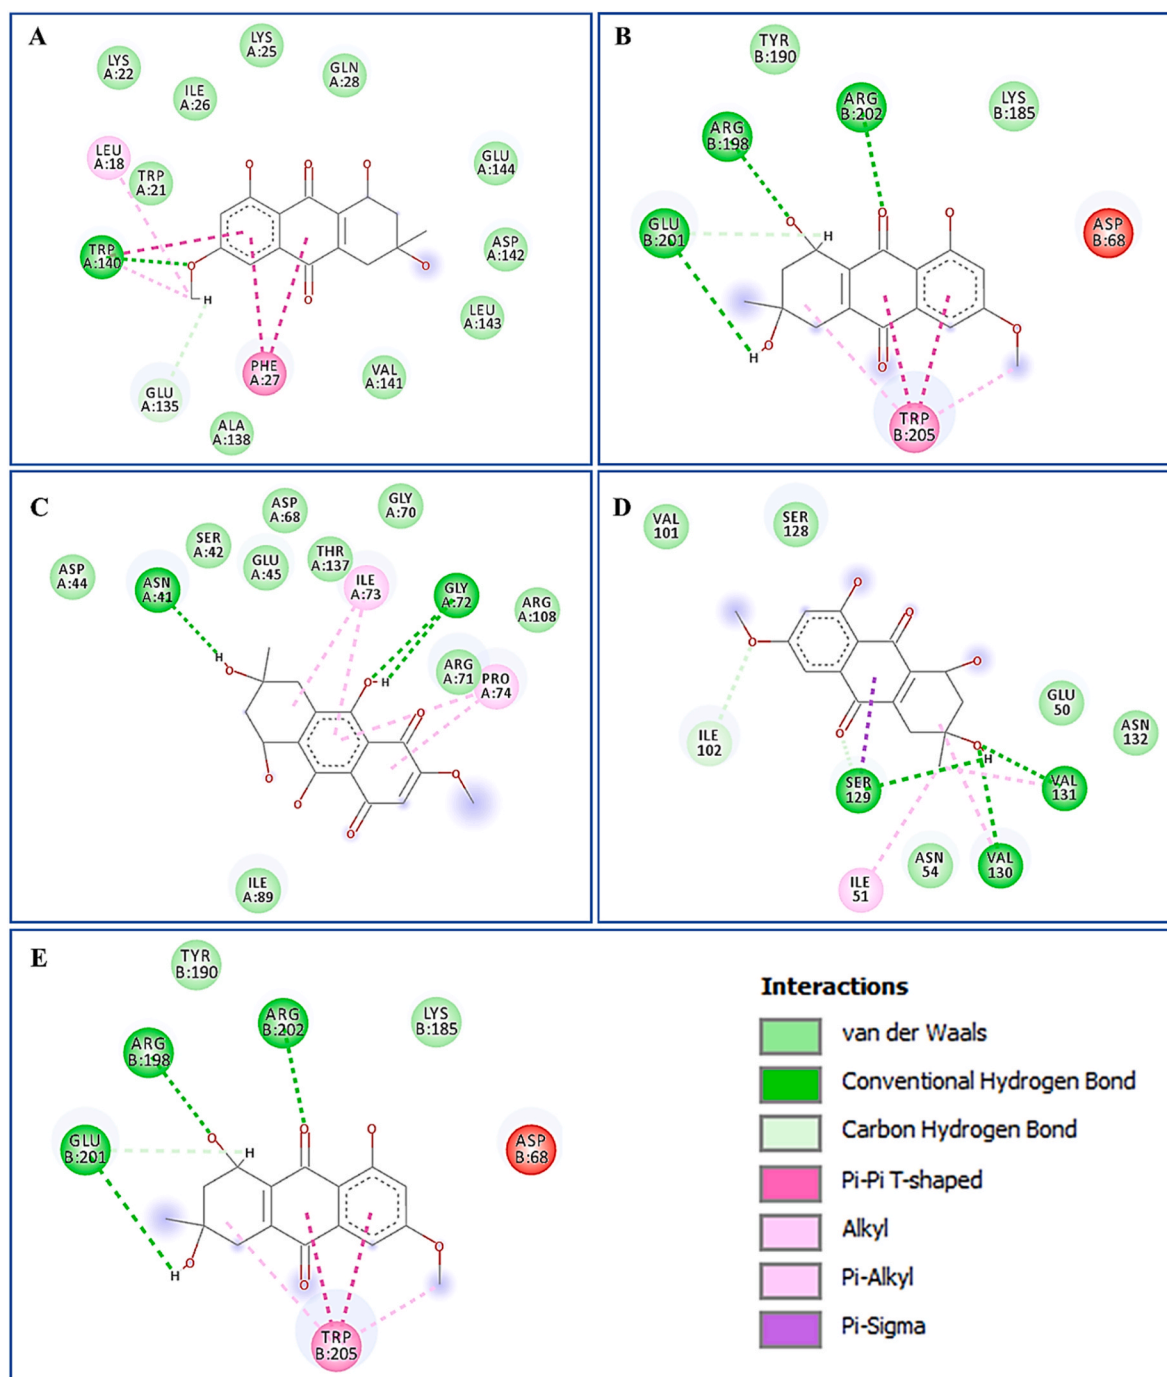 A
LYS
A:25
LYS
A:22
GLN
A:28
ILE
A:26
LEU
A:18
TRP
A:21
GLU
A:144
O
O
O
TRP
A:140
O
ASP
A:142
O
H
O
LEU
A:143
PHE
A:27
VAL
A:141
GLU
A:135
ALA
A:138
B
TYR
B:190
ARG
B:202
LYS
B:185
ARG
B:198
GLU
B:201
O
O
O
H
ASP
B:68
H
O
O
O
TRP
B:205
C
ASP
A:68
GLY
A:70
SER
A:42
THR
A:137
ASP
A:44
ASN
A:41
GLU
A:45
ILE
A:73
GLY
A:72
ARG
A:108
H
O
O
H
ARG
A:71
PRO
A:74
O
O
O
O
O
ILE
A:89
D
VAL
101
SER
128
O
O
O
O
GLU
50
ASN
132
ILE
102
O
O
H
SER
129
VAL
131
ASN
54
VAL
130
ILE
51
E
TYR
B:190
ARG
B:202
LYS
B:185
ARG
B:198
GLU
B:201
O
O
O
H
ASP
B:68
H
O
O
O
TRP
B:205
Interactions
van der Waals
Conventional Hydrogen Bond
Carbon Hydrogen Bond
Pi-Pi T-shaped
Alkyl
Pi-Alkyl
Pi-Sigma